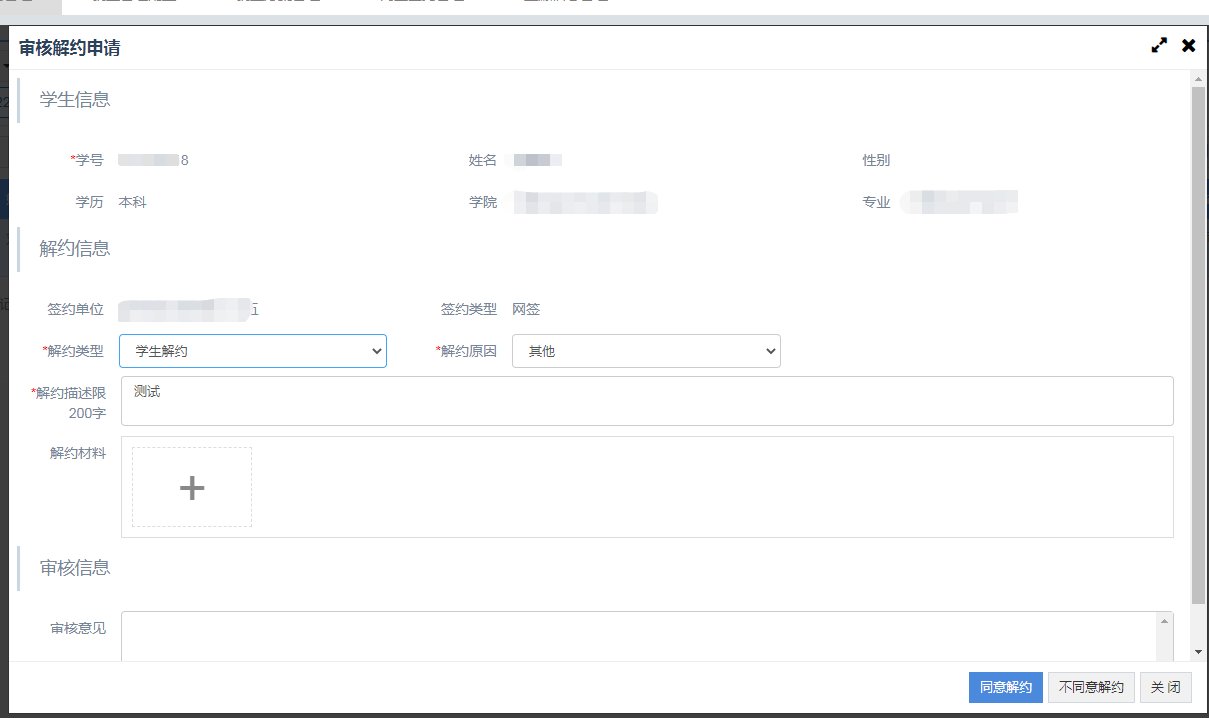 审核解约申请
学生信息
*学号 8 姓名 性别
学历 本科 学院 专业
解约信息
签约单位 签约类型 网签
*解约类型 学生解约 *解约原因 其他
*解约描述限
200字
测试
解约材料
审核信息
审核意见
同意解约 不同意解约 关 闭